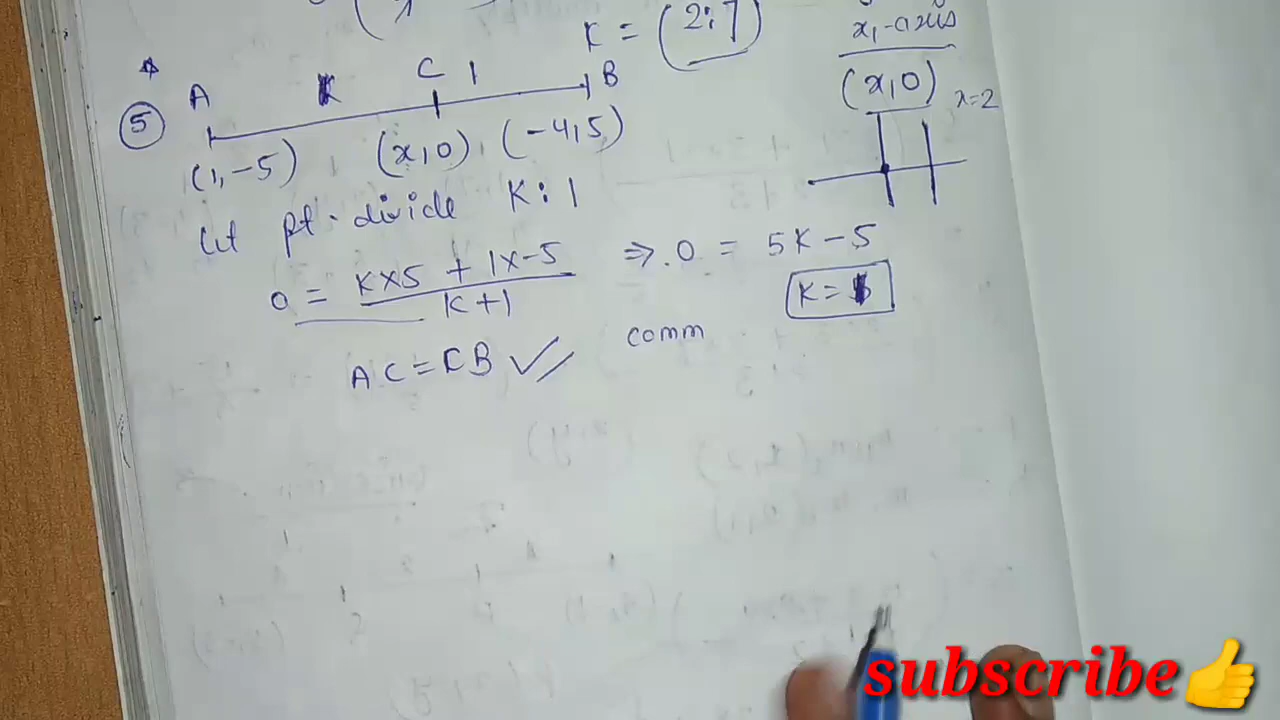 K = (2:7)
x,-axis
(x,0)
x=2
⑤
A K C 1 B
(1,-5) (x,0) (-4,5)
Let pt. divide K:1
0 = K×5 + 1×-5 / K+1 ⇒ 0 = 5K-5
K=1
AC=CB ✓
comm
subscribe👍